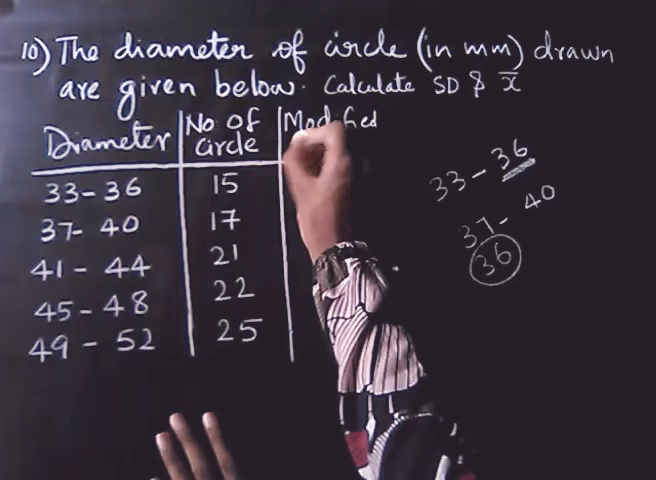 10) The diameter of circle (in mm) drawn
are given below. Calculate SD & x̄
Diameter No of circle
33-36 15
37-40 17
41-44 21
45-48 22
49-52 25
33-36
37-40
36